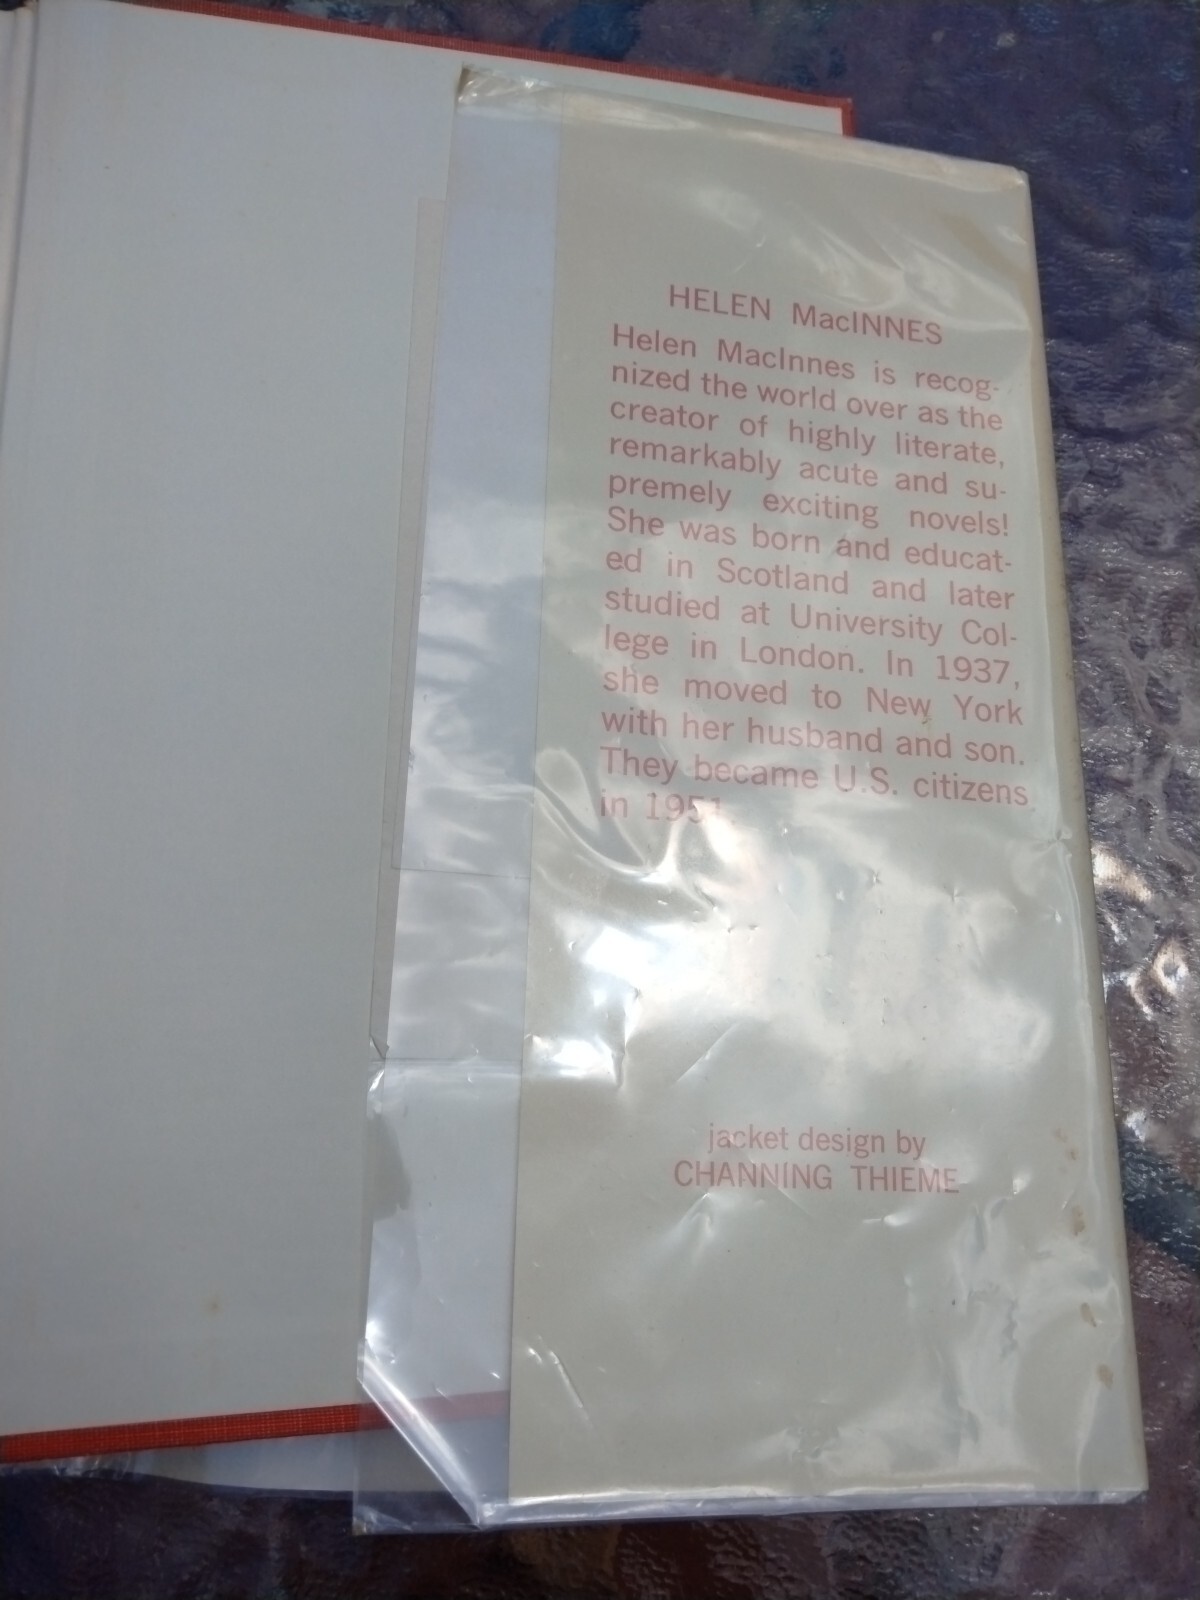 HELEN MacINNES
Helen MacInnes is recog-
nized the world over as the
creator of highly literate,
remarkably acute and su-
premely exciting novels!
She was born and educat-
ed in Scotland and later
studied at University Col-
lege in London. In 1937,
she moved to New York
with her husband and son.
They became U.S. citizens
in 1951.
jacket design by
CHANNING THIEME